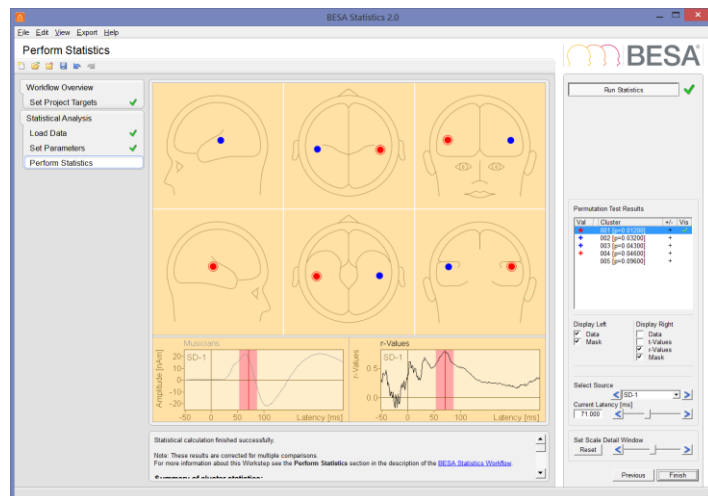 BESA Statistics 2.0
File Edit View Export Help
Perform Statistics
BESA
Workflow Overview
Set Project Targets
Statistical Analysis
Load Data
Set Parameters
Perform Statistics
Run Statistics
Permutation Test Results
Val Cluster +/- Vis
001 [p=0.01200] +
002 [p=0.03200] +
003 [p=0.04300] +
004 [p=0.04600] +
005 [p=0.09600] +
Display Left Display Right
Data Data
Mask t-Values
r-Values
Mask
Select Source
SD-1
Current Latency [ms]
71.000
Set Scale Detail Window
Reset
Previous Finish
Musicians
SD-1
Amplitude [nAm]
20
10
0
-10
-20
-50 0 50 100 Latency [ms]
r-Values
SD-1
r-Values
0.5
0.0
-50 0 50 100 Latency [ms]
Statistical calculation finished successfully.
Note: These results are corrected for multiple comparisons.
For more information about this Workstep see the Perform Statistics section in the description of the BESA Statistics Workflow.
Summary of cluster statistics: